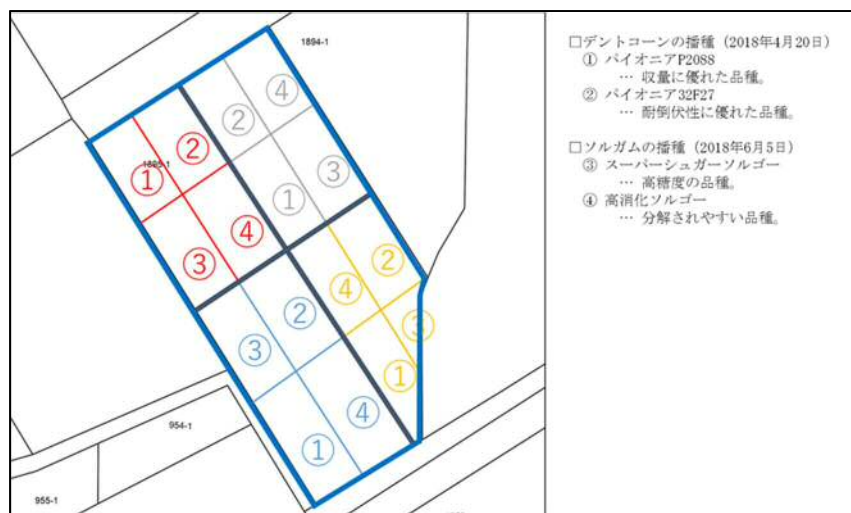 1894-1
□デントコーンの播種（2018年4月20日）
① パイオニアP2088
… 収量に優れた品種。
② パイオニア32F27
… 耐倒伏性に優れた品種。
□ソルガムの播種（2018年6月5日）
③ スーパーシュガーソルゴー
… 高糖度の品種。
④ 高消化ソルゴー
… 分解されやすい品種。
② ④
① ②
① ③
③ ④
④ ②
③ ② ③
①
① ④
954-1
955-1